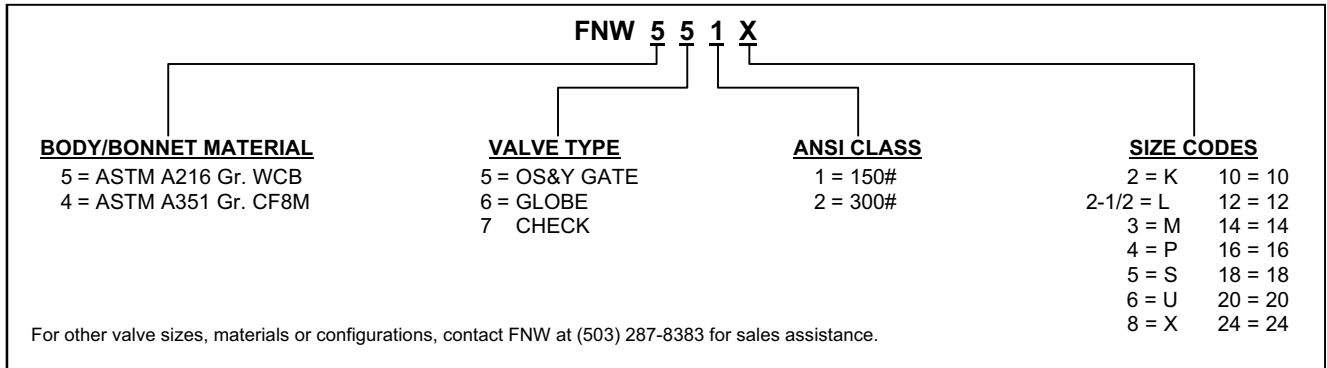 FNW 5 5 1 X
BODY/BONNET MATERIAL
5 = ASTM A216 Gr. WCB
4 = ASTM A351 Gr. CF8M
VALVE TYPE
5 = OS&Y GATE
6 = GLOBE
7 CHECK
ANSI CLASS
1 = 150#
2 = 300#
SIZE CODES
2 = K 10 = 10
2-1/2 = L 12 = 12
3 = M 14 = 14
4 = P 16 = 16
5 = S 18 = 18
6 = U 20 = 20
8 = X 24 = 24
For other valve sizes, materials or configurations, contact FNW at (503) 287-8383 for sales assistance.